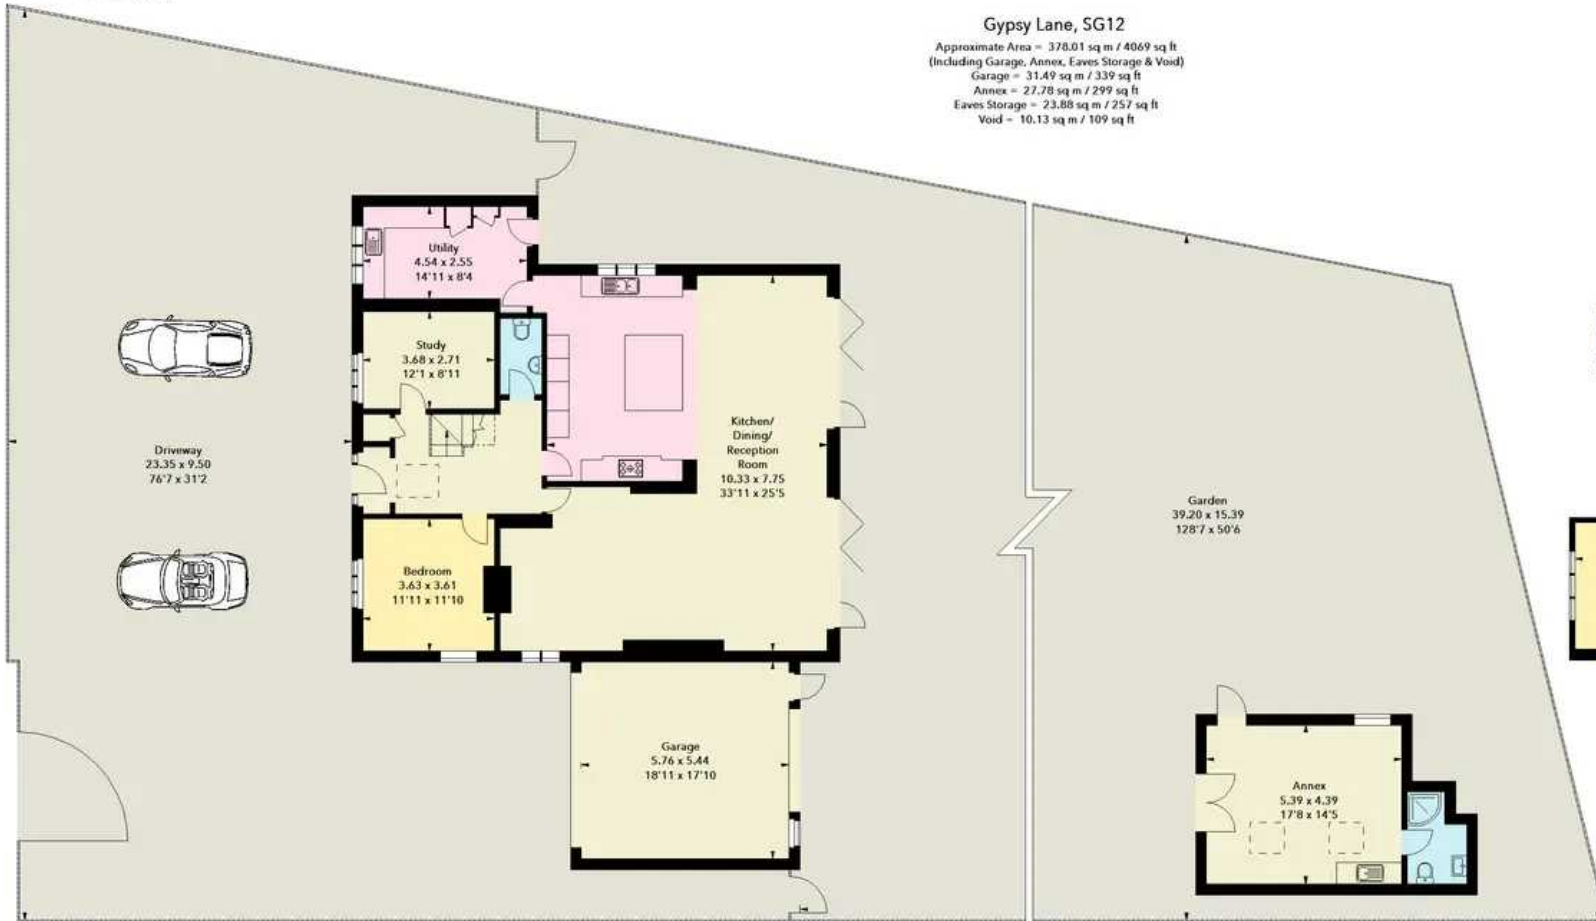 Gypsy Lane, SG12
Approximate Area = 378.01 sq m / 4069 sq ft
(Including Garage, Annex, Eaves Storage & Void)
Garage = 31.49 sq m / 339 sq ft
Annex = 27.78 sq m / 299 sq ft
Eaves Storage = 23.88 sq m / 257 sq ft
Void = 10.13 sq m / 109 sq ft
Utility
4.54 x 2.55
14'11 x 8'4
Study
3.68 x 2.71
12'1 x 8'11
Driveway
23.35 x 9.50
76'7 x 31'2
Kitchen/
Dining/
Reception
Room
10.33 x 7.75
33'11 x 25'5
Garden
39.20 x 15.39
128'7 x 50'6
Bedroom
3.63 x 3.61
11'11 x 11'10
Garage
5.76 x 5.44
18'11 x 17'10
Annex
5.39 x 4.39
17'8 x 14'5